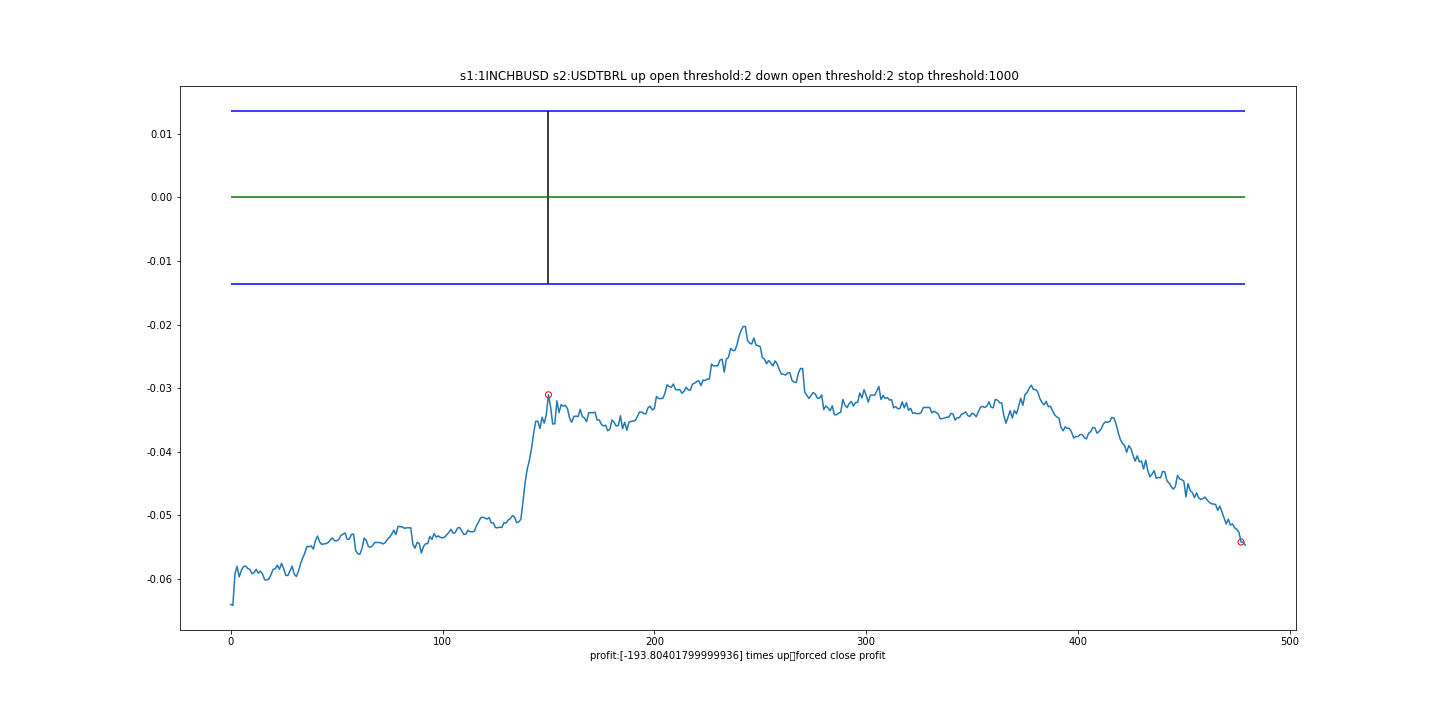 s1:1INCHBUSD s2:USDTBRL up open threshold:2 down open threshold:2 stop threshold:1000
0.01
0.00
-0.01
-0.02
-0.03
-0.04
-0.05
-0.06
0 100 200 300 400 500
profit:[-193.80401799999936] times up▯forced close profit